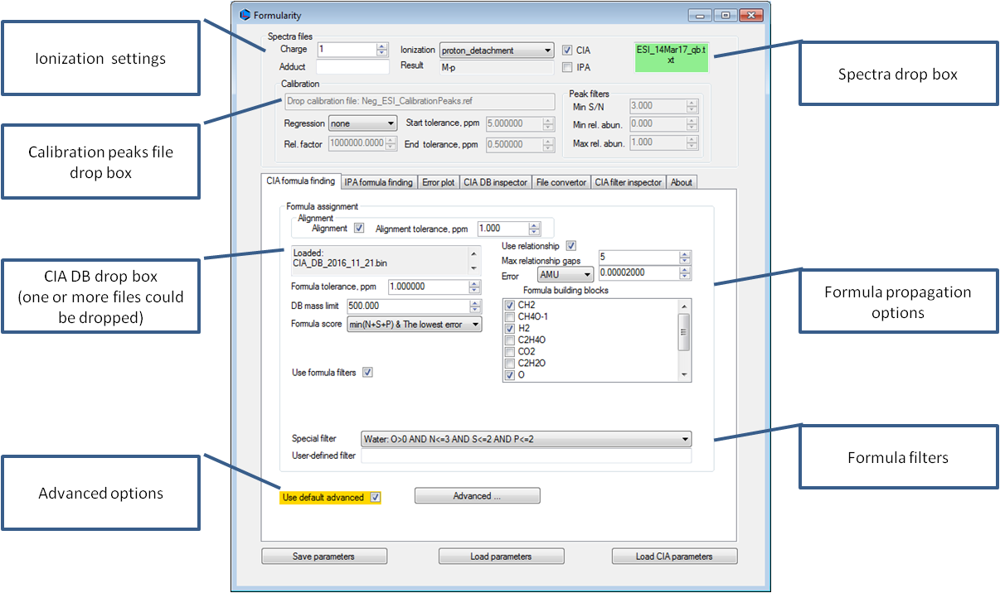 Formularity
Spectra files
Charge 1 Ionization proton_detachment CIA
Adduct Result M-p IPA
ESI_14Mar17_qb.t
xt
Calibration
Drop calibration file: Neg_ESI_CalibrationPeaks.ref
Regression none Start tolerance, ppm 5.000000
Rel. factor 1000000.0000 End tolerance, ppm 0.500000
Peak filters
Min S/N 3.000
Min rel. abun. 0.000
Max rel. abun. 1.000
CIA formula finding IPA formula finding Error plot CIA DB inspector File convertor CIA filter inspector About
Formula assignment
Alignment
Alignment Alignment tolerance, ppm 1.000
Loaded:
CIA_DB_2016_11_21.bin
Formula tolerance, ppm 1.000000
DB mass limit 500.000
Formula score min(N+S+P) & The lowest error
Use formula filters
Use relationship
Max relationship gaps 5
Error AMU 0.00002000
Formula building blocks
CH2
CH4O-1
H2
C2H4O
CO2
C2H2O
O
Special filter Water: O>0 AND N<=3 AND S<=2 AND P<=2
User-defined filter
Use default advanced Advanced ...
Save parameters Load parameters Load CIA parameters
Ionization settings
Calibration peaks file
drop box
CIA DB drop box
(one or more files could
be dropped)
Advanced options
Spectra drop box
Formula propagation
options
Formula filters